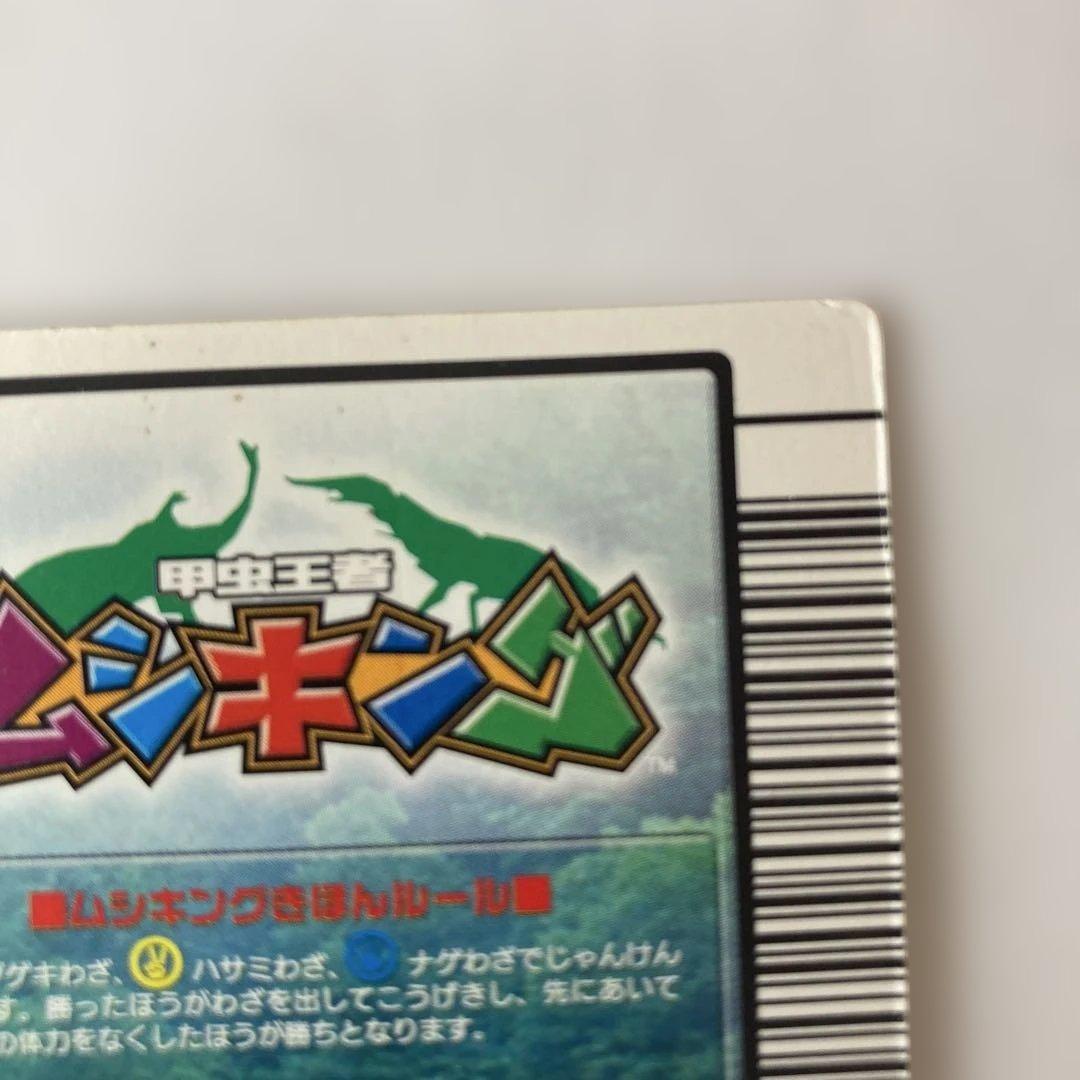 甲虫王者
ムシキング
TM
■ムシキングきほんルール■
ゲキわざ、 ハサミわざ、 ナゲわざでじゃんけん
す。勝ったほうがわざを出してこうげきし、先にあいて
の体力をなくしたほうが勝ちとなります。